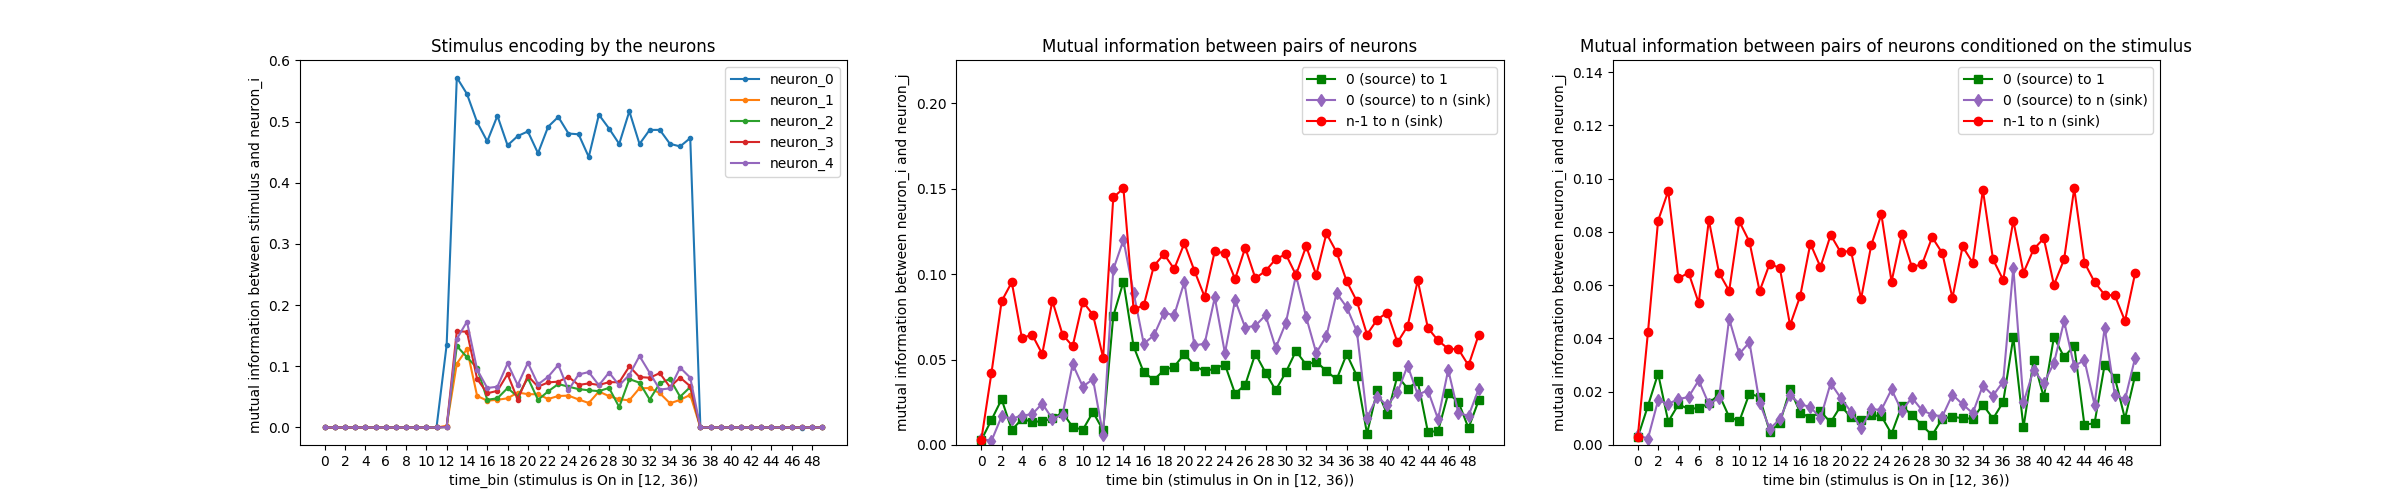 Stimulus encoding by the neurons
mutual information between stimulus and neuron_i
0.6
0.5
0.4
0.3
0.2
0.1
0.0
neuron_0
neuron_1
neuron_2
neuron_3
neuron_4
0 2 4 6 8 10 12 14 16 18 20 22 24 26 28 30 32 34 36 38 40 42 44 46 48
time_bin (stimulus is On in [12, 36))
Mutual information between pairs of neurons
mutual information between neuron_i and neuron_j
0.20
0.15
0.10
0.05
0.00
0 (source) to 1
0 (source) to n (sink)
n-1 to n (sink)
0 2 4 6 8 10 12 14 16 18 20 22 24 26 28 30 32 34 36 38 40 42 44 46 48
time bin (stimulus in On in [12, 36))
Mutual information between pairs of neurons conditioned on the stimulus
mutual information between neuron_i and neuron_j
0.14
0.12
0.10
0.08
0.06
0.04
0.02
0.00
0 (source) to 1
0 (source) to n (sink)
n-1 to n (sink)
0 2 4 6 8 10 12 14 16 18 20 22 24 26 28 30 32 34 36 38 40 42 44 46 48
time bin (stimulus is On in [12, 36))